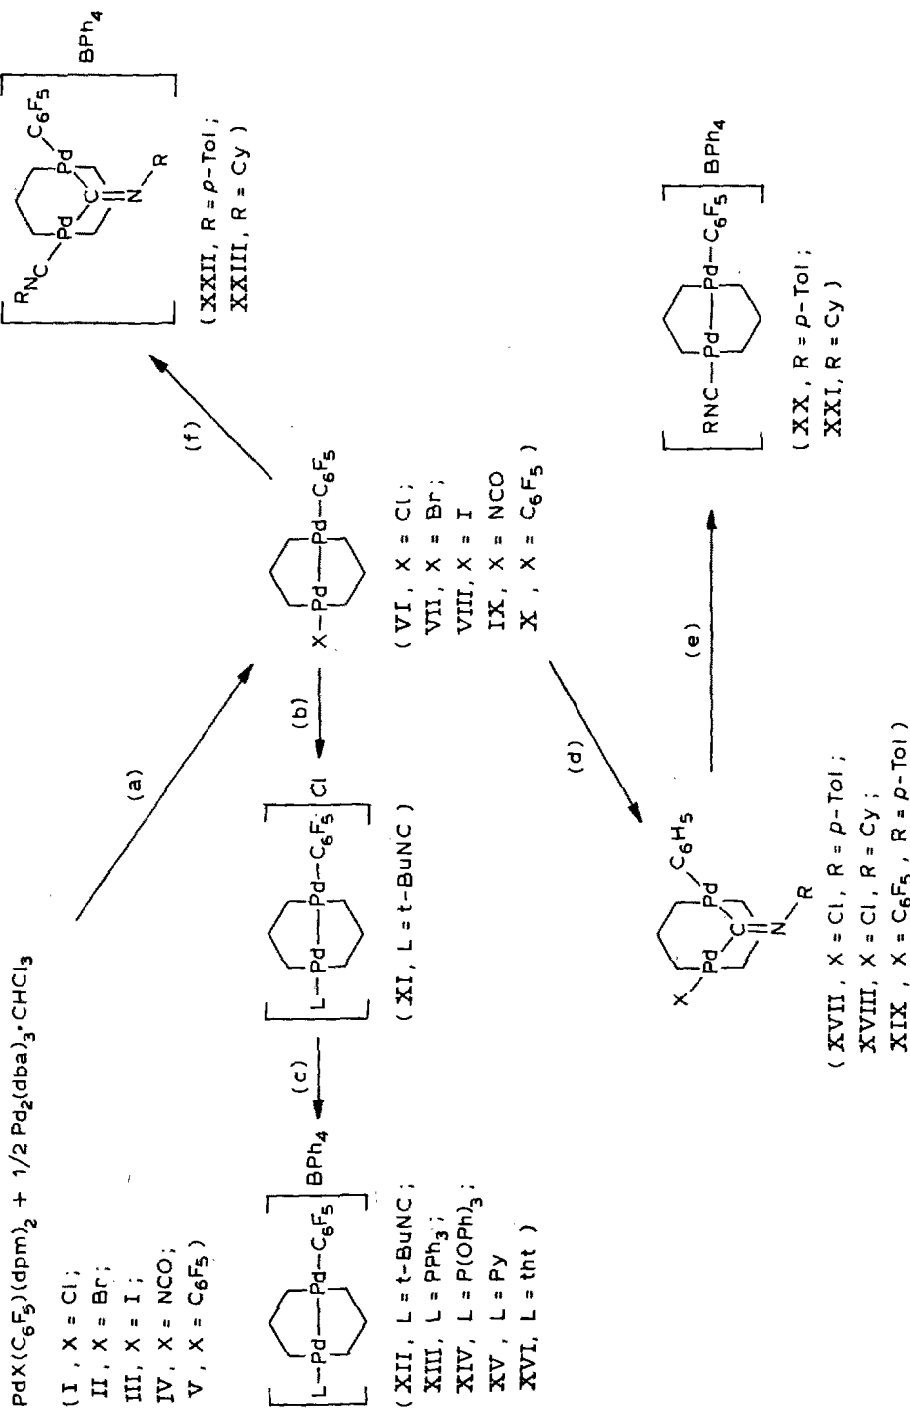 PdX(C6F5)(dpm)2 + 1/2 Pd2(dba)3·CHCl3
(I , X = Cl ;
II , X = Br ;
III, X = I ;
IV, X = NCO;
V , X = C6F5)
(a)
X—Pd—Pd—C6F5
(VI , X = Cl ;
VII, X = Br ;
VIII, X = I
IX, X = NCO
X , X = C6F5)
(b)
[L—Pd—Pd—C6F5] Cl
(XI, L = t-BuNC)
(c)
[L—Pd—Pd—C6F5] BPh4
(XII , L = t-BuNC ;
XIII, L = PPh3 ;
XIV, L = P(OPh)3 ;
XV , L = Py
XVI, L = tht )
(f)
[RNC Pd Pd C6F5 C=N R] BPh4
(XXII, R = p-Tol ;
XXIII, R = Cy )
(d)
X Pd Pd C6H5 C=N R
(XVII, X = Cl, R = p-Tol ;
XVIII, X = Cl, R = Cy ;
XIX , X = C6F5, R = p-Tol)
(e)
[RNC—Pd—Pd—C6F5] BPh4
(XX , R = p-Tol ;
XXI, R = Cy )